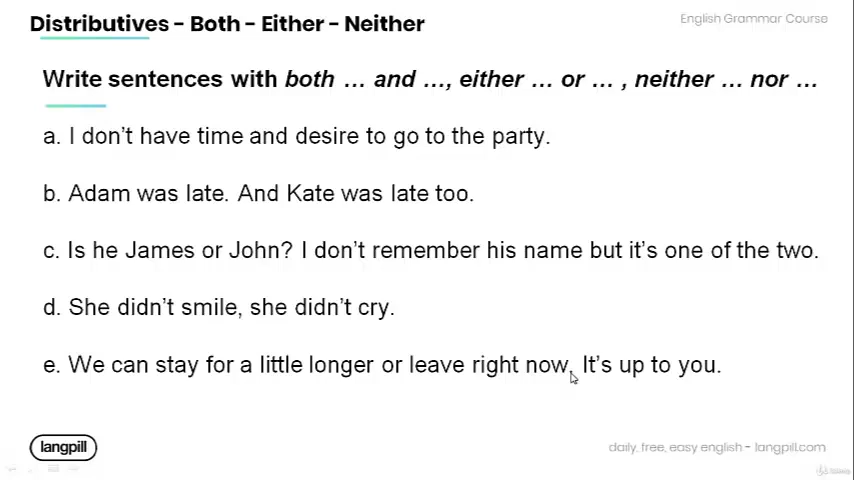 Distributives – Both – Either – Neither
English Grammar Course
Write sentences with both … and …, either … or … , neither … nor …
a. I don’t have time and desire to go to the party.
b. Adam was late. And Kate was late too.
c. Is he James or John? I don’t remember his name but it’s one of the two.
d. She didn’t smile, she didn’t cry.
e. We can stay for a little longer or leave right now. It’s up to you.
langpill
daily, free, easy english – langpill.com